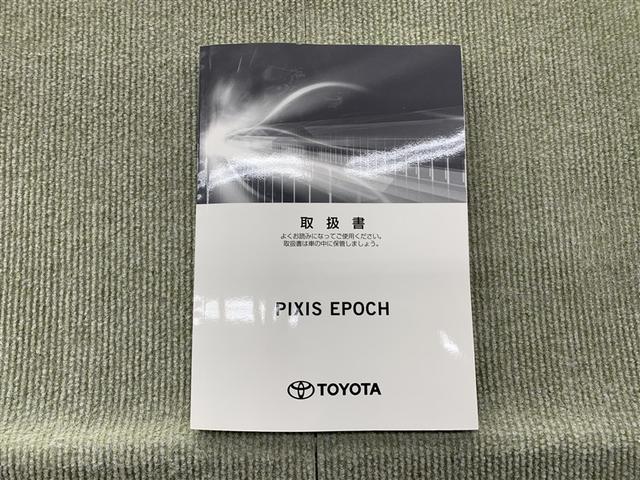 取扱書
よくお読みになってご使用ください。
取扱書は車の中に保管しましょう。
PIXIS EPOCH
TOYOTA